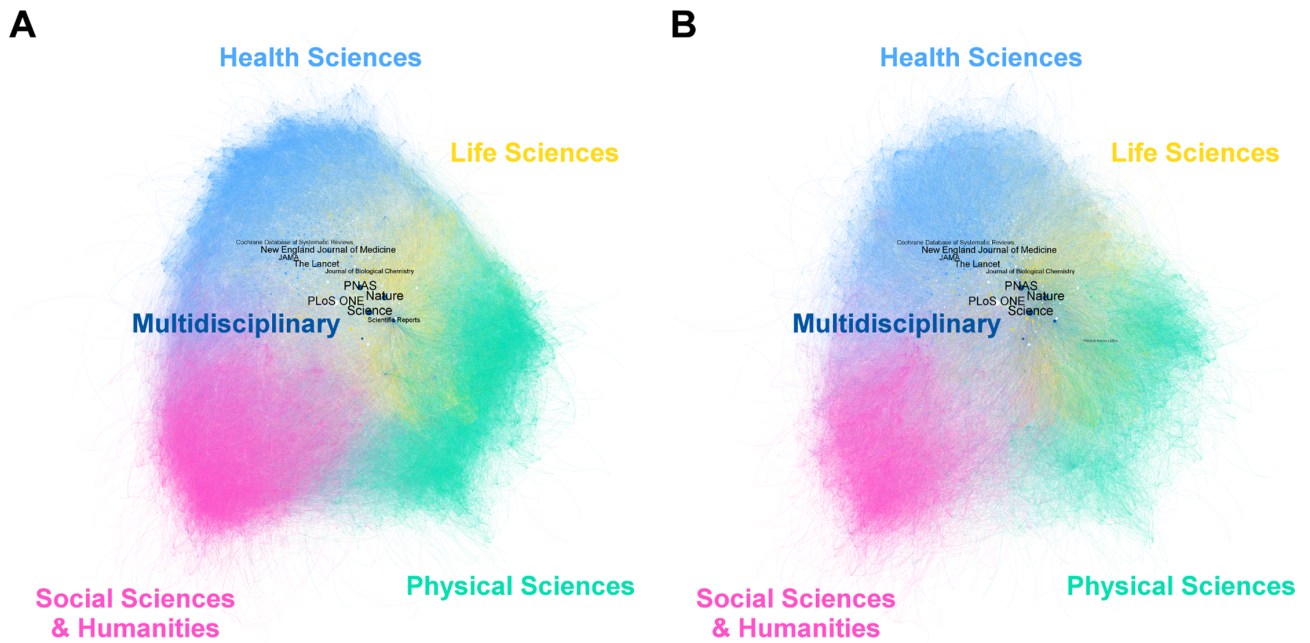 A
Health Sciences
Life Sciences
Cochrane Database of Systematic Reviews
New England Journal of Medicine
JAMA
The Lancet
Journal of Biological Chemistry
PNAS
Nature
PLoS ONE
Science
Scientific Reports
Multidisciplinary
Physical Sciences
Social Sciences
& Humanities
B
Health Sciences
Life Sciences
Cochrane Database of Systematic Reviews
New England Journal of Medicine
JAMA
The Lancet
Journal of Biological Chemistry
PNAS
Nature
PLoS ONE
Science
Multidisciplinary
Physical Sciences
Social Sciences
& Humanities